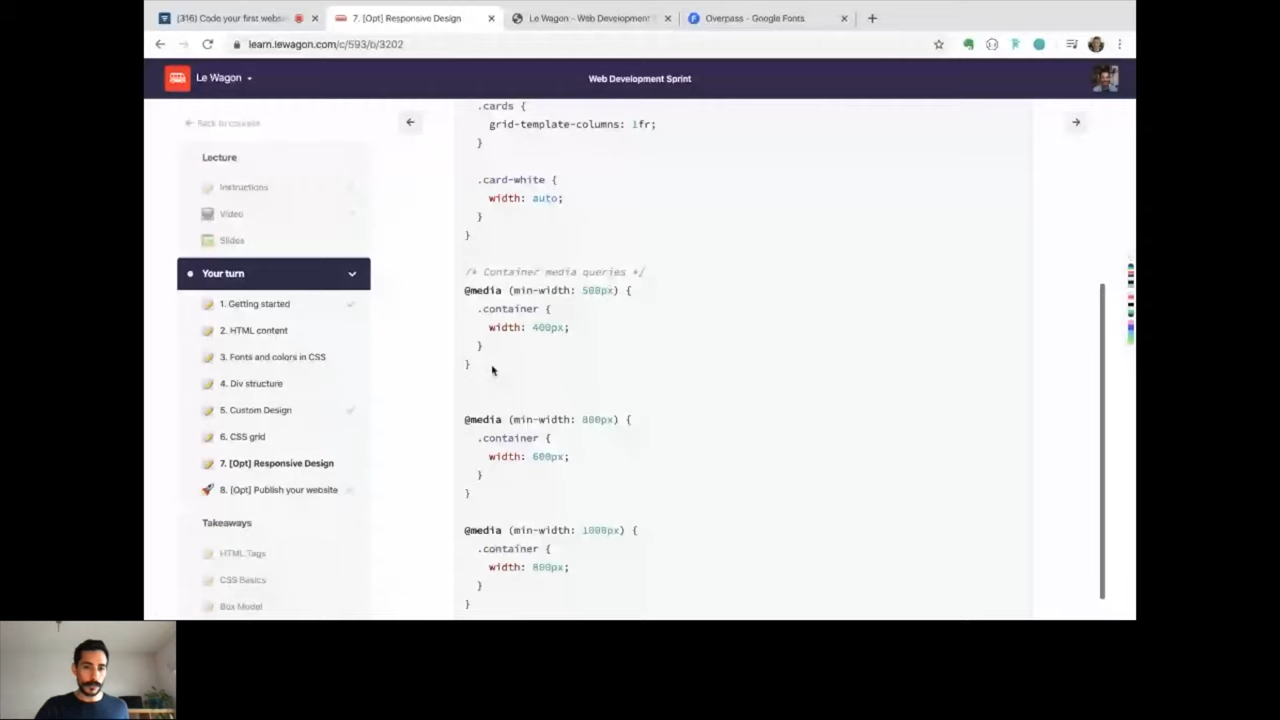 (316) Code your first websi
7. [Opt] Responsive Design
Le Wagon - Web Development
Overpass - Google Fonts
learn.lewagon.com/c/593/b/3202
Le Wagon
Web Development Sprint
Back to courses
Lecture
Instructions
Video
Slides
Your turn
1. Getting started
2. HTML content
3. Fonts and colors in CSS
4. Div structure
5. Custom Design
6. CSS grid
7. [Opt] Responsive Design
8. [Opt] Publish your website
Takeaways
HTML Tags
CSS Basics
Box Model
.cards {
grid-template-columns: 1fr;
}
.card-white {
width: auto;
}
}
/* Container media queries */
@media (min-width: 500px) {
.container {
width: 400px;
}
}
@media (min-width: 800px) {
.container {
width: 600px;
}
}
@media (min-width: 1000px) {
.container {
width: 800px;
}
}